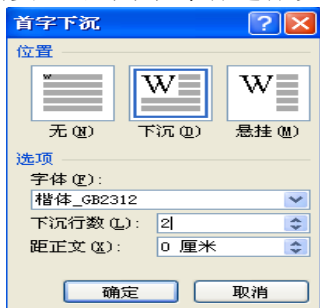 首字下沉
位置
W W W
无(N) 下沉(D) 悬挂(M)
选项
字体(F):
楷体_GB2312
下沉行数(L): 2
距正文(X): 0 厘米
确定 取消